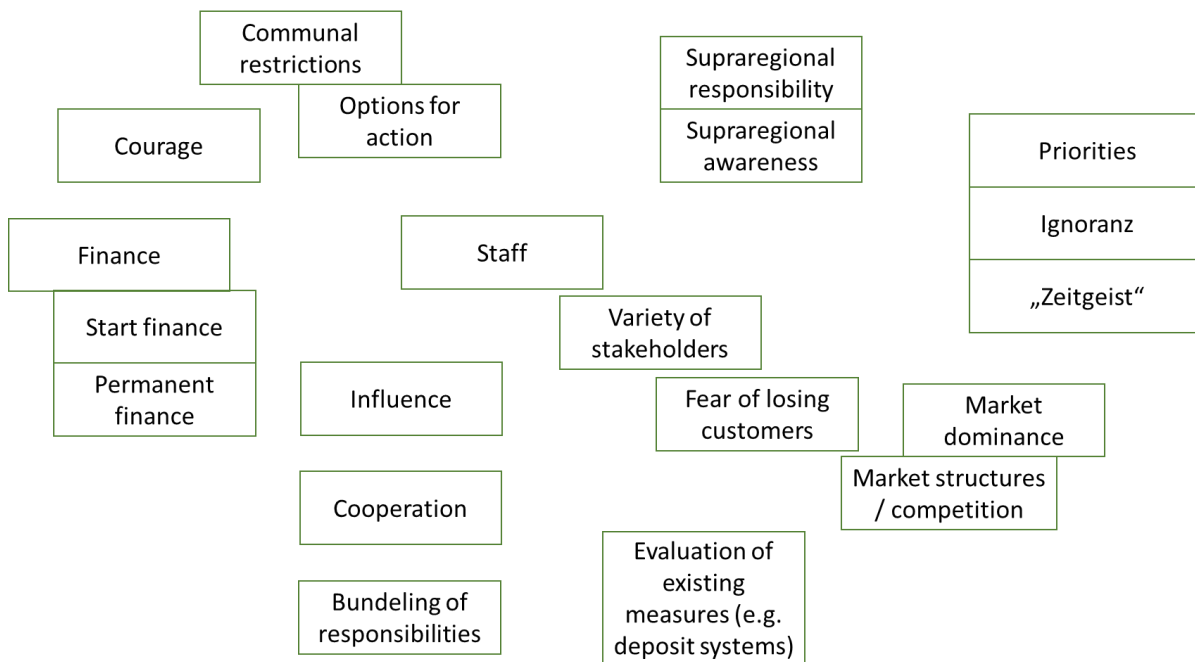 Communal
restrictions
Options for
action
Courage
Supraregional
responsibility
Supraregional
awareness
Priorities
Ignoranz
„Zeitgeist“
Finance
Start finance
Permanent
finance
Staff
Variety of
stakeholders
Influence
Fear of losing
customers
Market
dominance
Market structures
/ competition
Cooperation
Bundeling of
responsibilities
Evaluation of
existing
measures (e.g.
deposit systems)